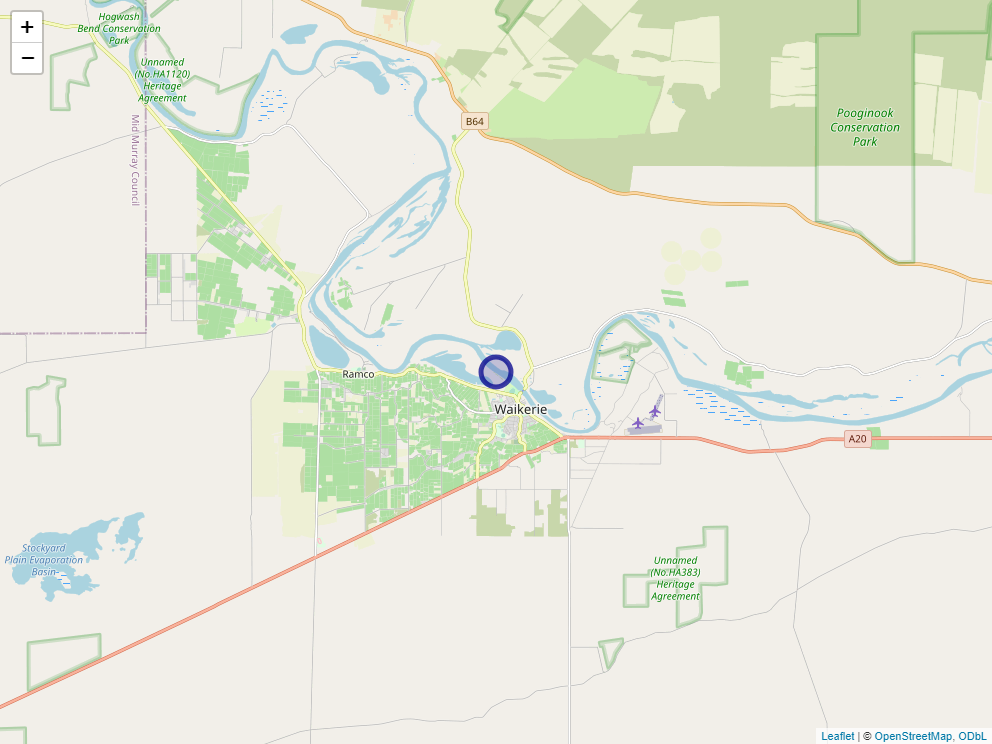 +
−
Hogwash
Bend Conservation
Park
Unnamed
(No.HA1120)
Heritage
Agreement
Mid Murray Council
B64
Pooginook
Conservation
Park
Ramco
Waikerie
A20
Stockyard
Plain Evaporation
Basin
Unnamed
(No.HA383)
Heritage
Agreement
Leaflet | © OpenStreetMap, ODbL